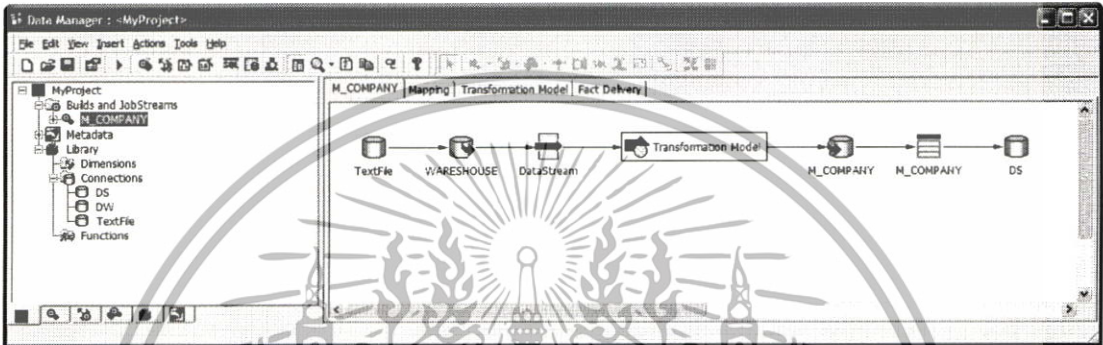 Data Manager : <MyProject>
File Edit View Insert Actions Tools Help
MyProject
Builds and JobStreams
M_COMPANY
Metadata
Library
Dimensions
Connections
DS
DW
TextFile
Functions
M_COMPANY Mapping Transformation Model Fact Delivery
TextFile WARESHOUSE DataStream Transformation Model M_COMPANY M_COMPANY DS